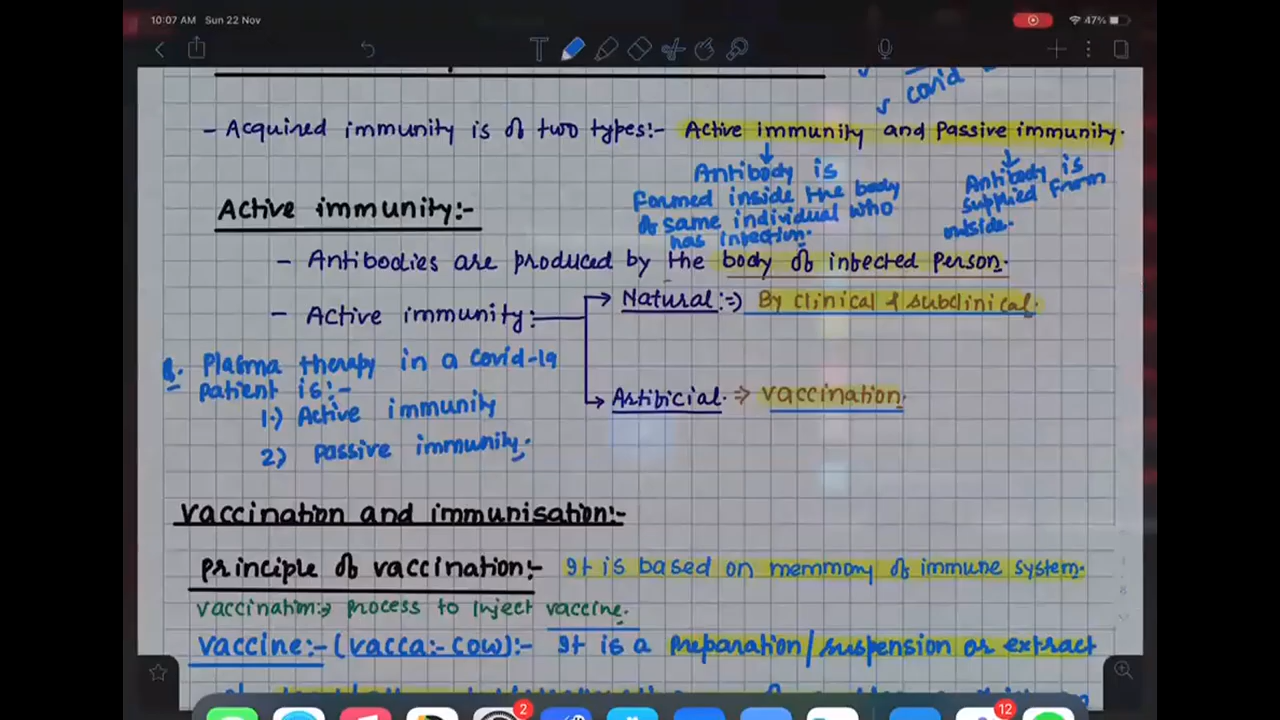 10:07 AM Sun 22 Nov
47%
covid
- Acquired immunity is of two types:- Active immunity and Passive immunity.
Antibody is formed inside the body of same individual who has infection.
Antibody is supplied from outside.
Active immunity:-
- Antibodies are produced by the body of infected Person.
- Active immunity:-
Natural :=) By clinical & subclinical.
Artificial. => vaccination.
Q. Plasma therapy in a Covid-19
patient is:-
1.) Active immunity
2) Passive immunity.
Vaccination and immunisation:-
Principle of vaccination:- It is based on memmory of immune system.
vaccination:=> Process to inject vaccine.
vaccine:- (vacca:- cow):- It is a Preparation/suspension or extract
2
12